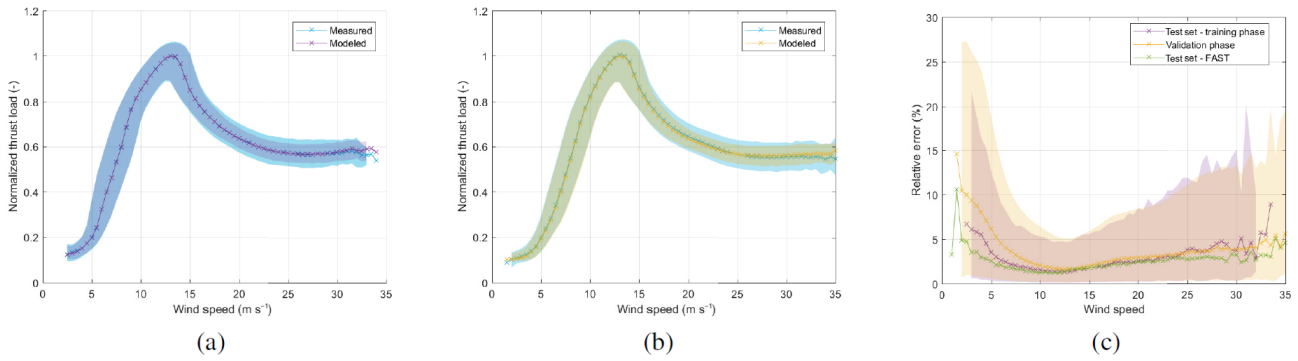 Normalized thrust load (-)
1.2
1
0.8
0.6
0.4
0.2
0
0 5 10 15 20 25 30 35
Wind speed (m s⁻¹)
Measured
Modeled
(a)
Normalized thrust load (-)
1.2
1
0.8
0.6
0.4
0.2
0
0 5 10 15 20 25 30 35
Wind speed (m s⁻¹)
Measured
Modeled
(b)
Relative error (%)
30
25
20
15
10
5
0
0 5 10 15 20 25 30 35
Wind speed
Test set - training phase
Validation phase
Test set - FAST
(c)